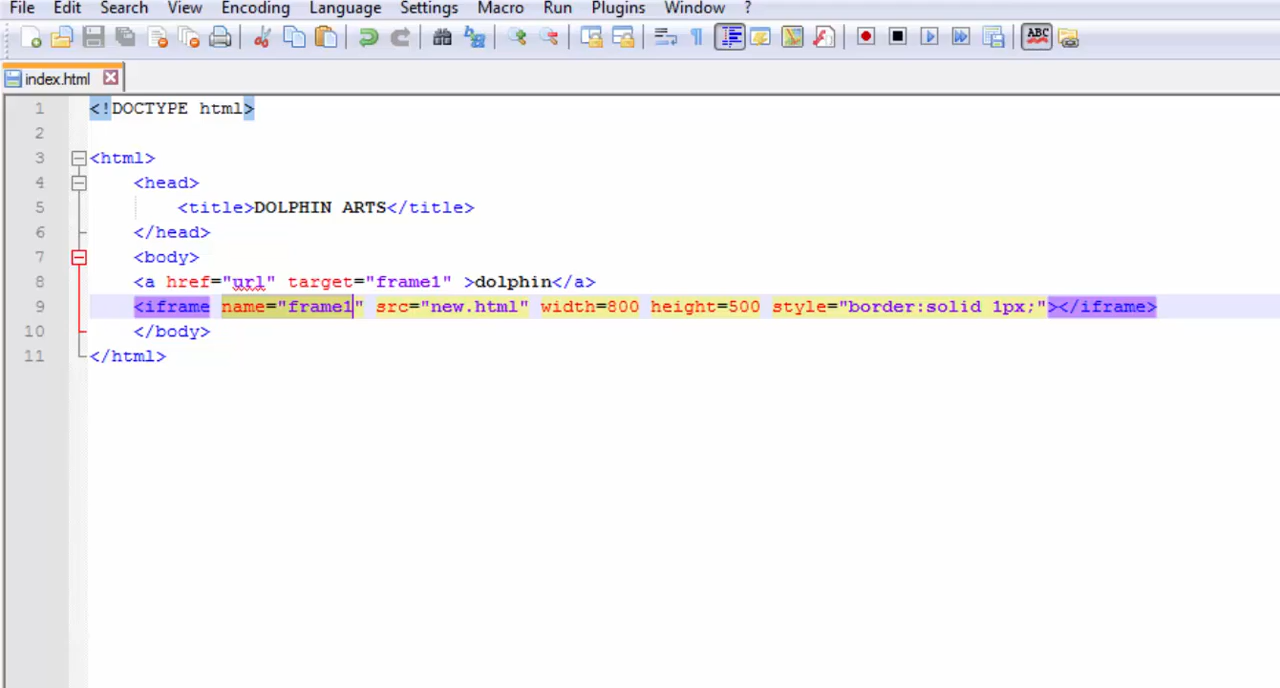 File Edit Search View Encoding Language Settings Macro Run Plugins Window ?
ABC
index.html
1 <!DOCTYPE html>
2
3 <html>
4 <head>
5 <title>DOLPHIN ARTS</title>
6 </head>
7 <body>
8 <a href="url" target="frame1" >dolphin</a>
9 <iframe name="frame1" src="new.html" width=800 height=500 style="border:solid 1px;"></iframe>
10 </body>
11 </html>